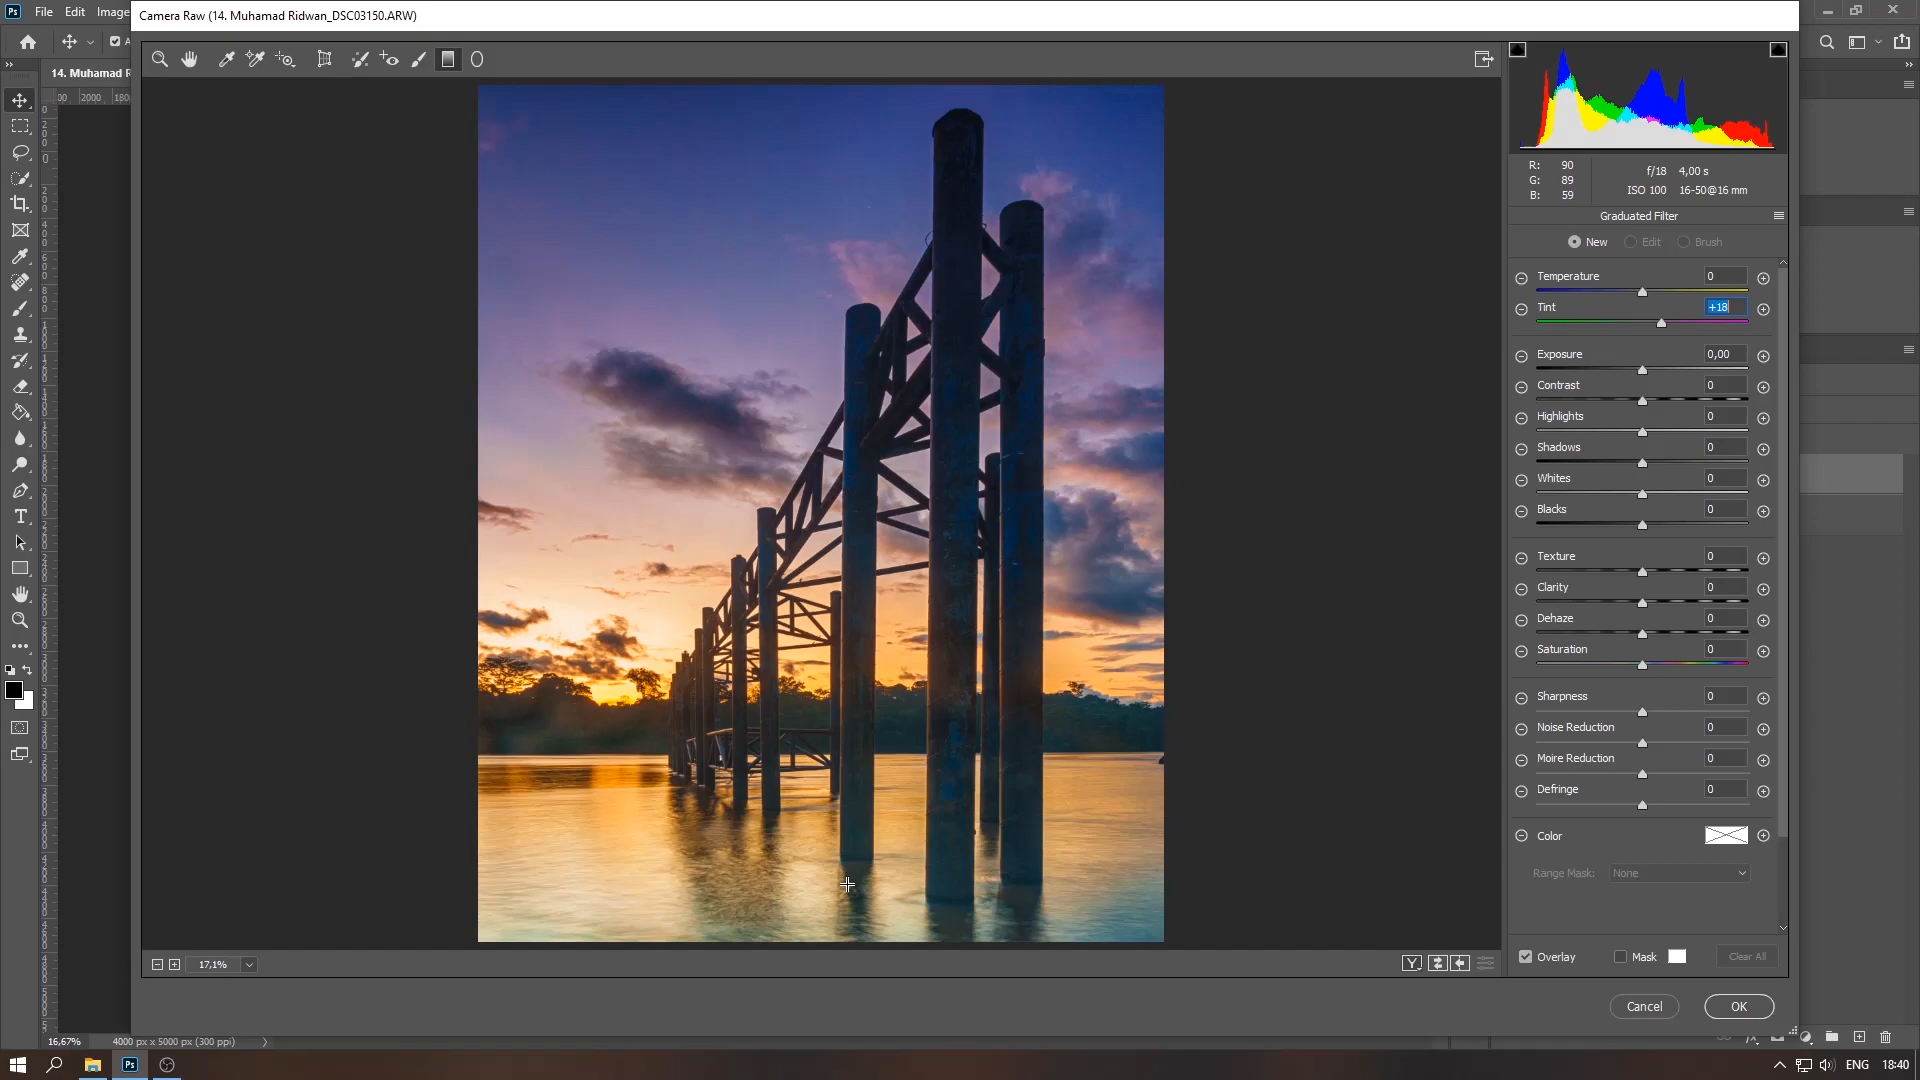 Ps File Edit Image
Camera Raw (14. Muhamad Ridwan_DSC03150.ARW)
14. Muhamad R
00 2000 180
R: 90
G: 89
B: 59
f/18 4,00 s
ISO 100 16-50@16 mm
Graduated Filter
New Edit Brush
Temperature 0
Tint +18
Exposure 0,00
Contrast 0
Highlights 0
Shadows 0
Whites 0
Blacks 0
Texture 0
Clarity 0
Dehaze 0
Saturation 0
Sharpness 0
Noise Reduction 0
Moire Reduction 0
Defringe 0
Color
Range Mask: None
Overlay Mask Clear All
17,1%
Y
Cancel OK
16,67% 4000 px x 5000 px (300 ppi)
Ps
ENG 18:40